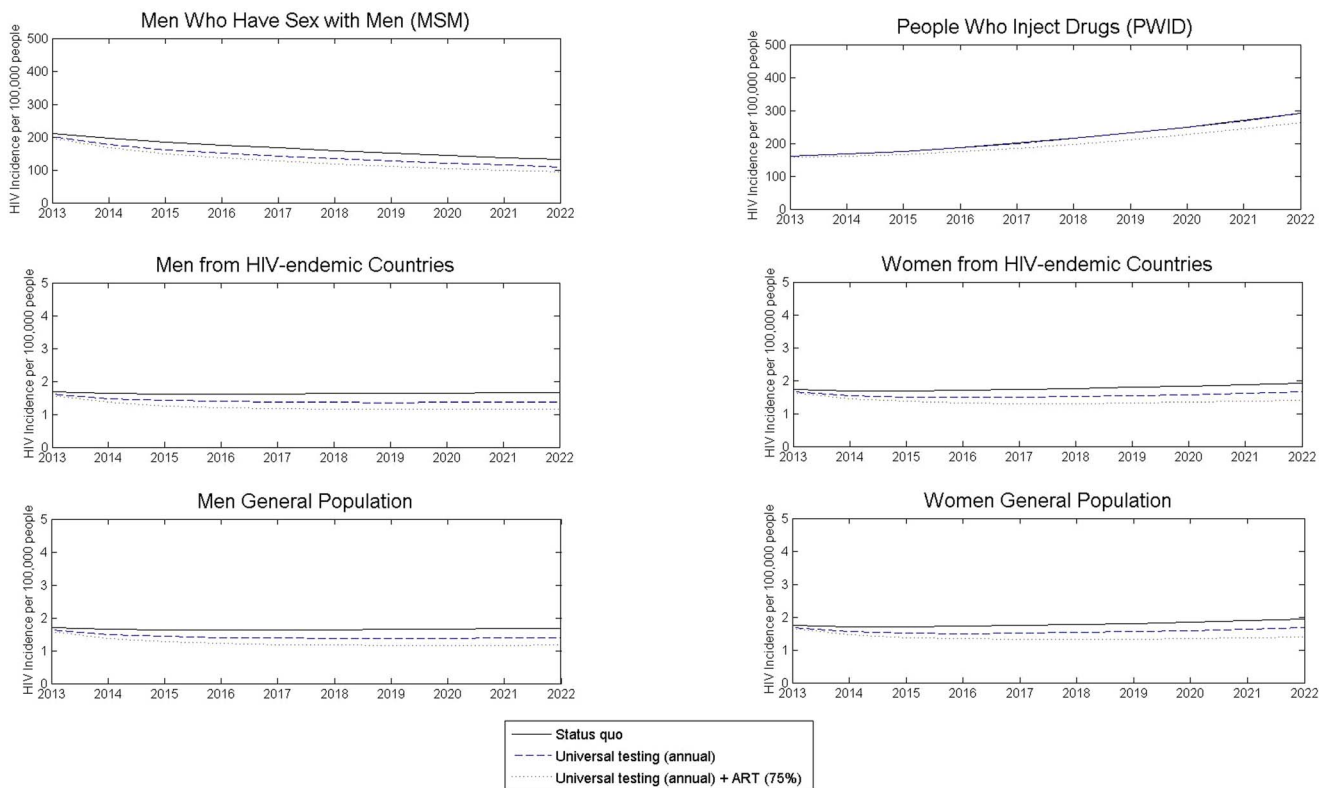 Men Who Have Sex with Men (MSM)
HIV Incidence per 100,000 people
500
400
300
200
100
0
2013 2014 2015 2016 2017 2018 2019 2020 2021 2022
People Who Inject Drugs (PWID)
HIV Incidence per 100,000 people
500
400
300
200
100
0
2013 2014 2015 2016 2017 2018 2019 2020 2021 2022
Men from HIV-endemic Countries
HIV Incidence per 100,000 people
5
4
3
2
1
0
2013 2014 2015 2016 2017 2018 2019 2020 2021 2022
Women from HIV-endemic Countries
HIV Incidence per 100,000 people
5
4
3
2
1
0
2013 2014 2015 2016 2017 2018 2019 2020 2021 2022
Men General Population
HIV Incidence per 100,000 people
5
4
3
2
1
0
2013 2014 2015 2016 2017 2018 2019 2020 2021 2022
Women General Population
HIV Incidence per 100,000 people
5
4
3
2
1
0
2013 2014 2015 2016 2017 2018 2019 2020 2021 2022
Status quo
Universal testing (annual)
Universal testing (annual) + ART (75%)